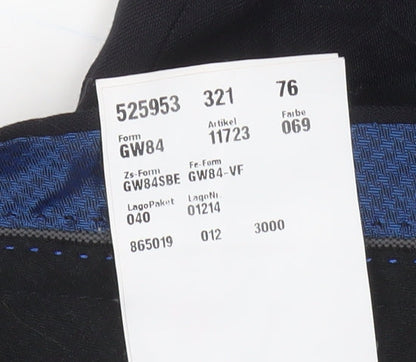 525953 321 76
Form Artikel Farbe
GW84 11723 069
Zs-Form Fe-Form
GW84SBE GW84-VF
LagoPaket LagoNr
040 01214
865019 012 3000